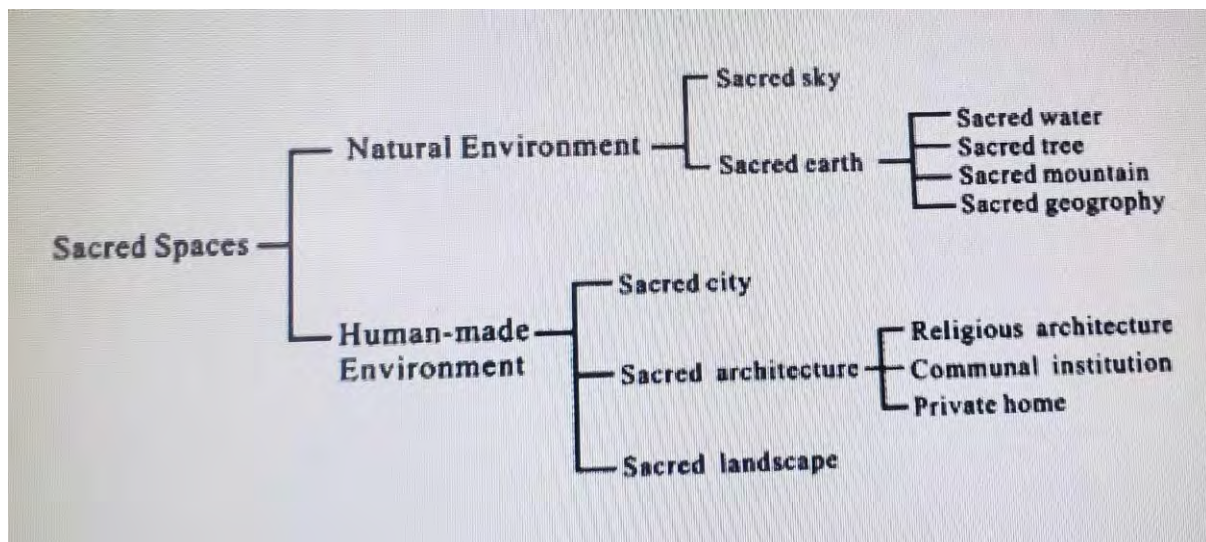 Sacred sky
Sacred water
Natural Environment
Sacred tree
Sacred earth
Sacred mountain
Sacred geogrophy
Sacred Spaces
Sacred city
Human-made
Environment
Religious architecture
Sacred architecture
Communal institution
Private home
Sacred landscape